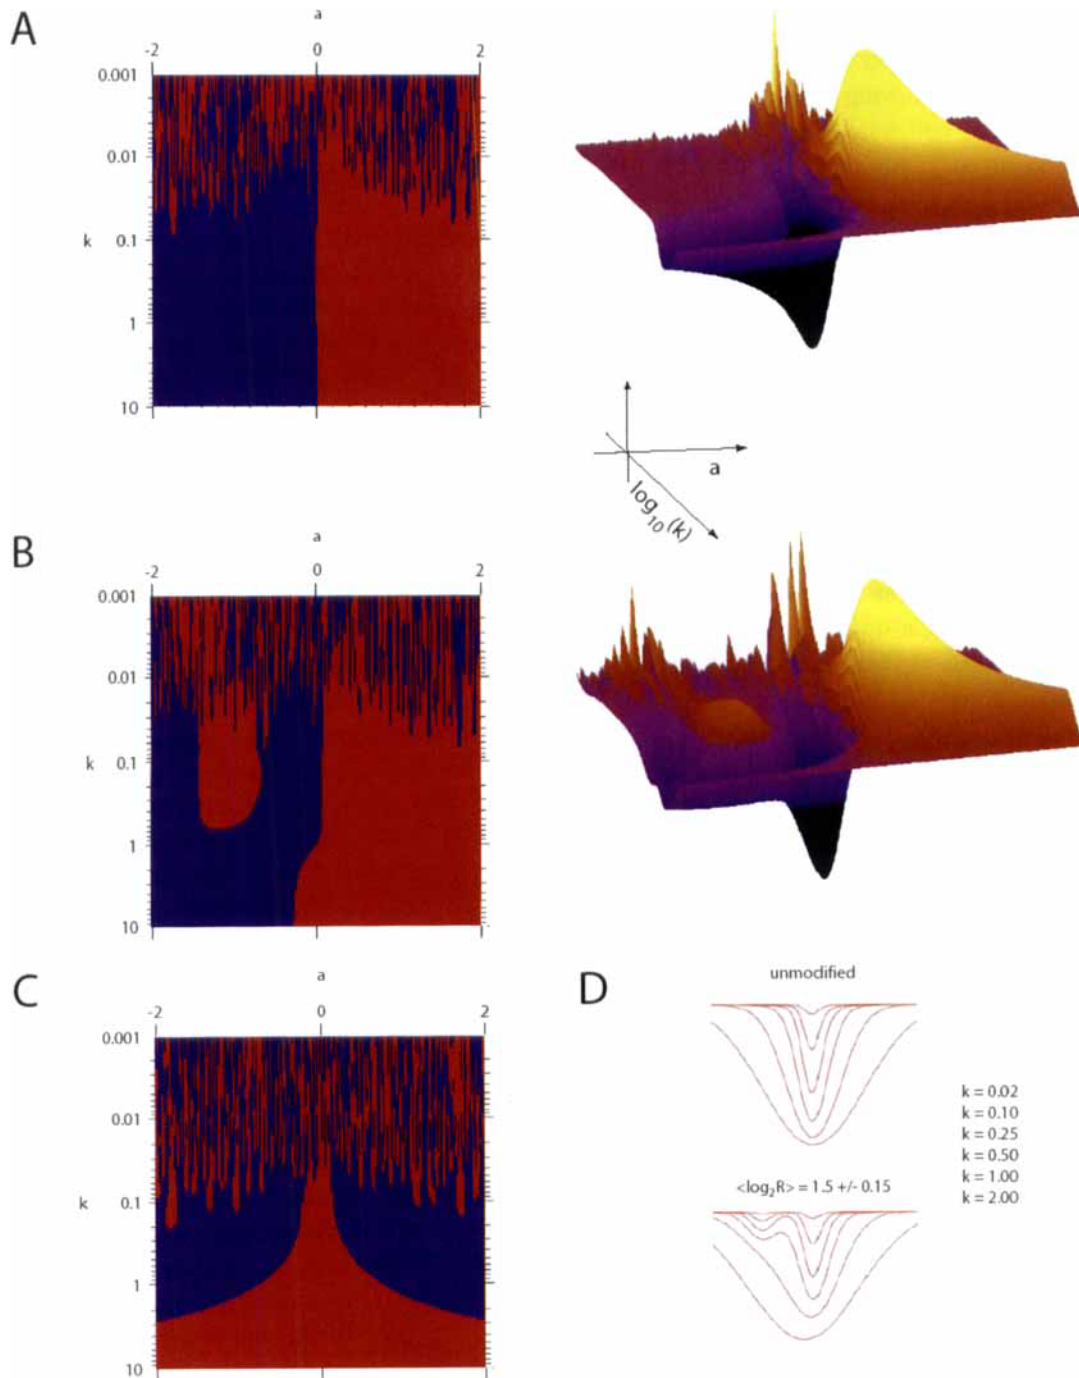 A
a
-2 0 2
0.001
0.01
k 0.1
1
10
a
log10(k)
B
a
-2 0 2
0.001
0.01
k 0.1
1
10
C
a
-2 0 2
0.001
0.01
k 0.1
1
10
D
unmodified
k = 0.02
k = 0.10
k = 0.25
k = 0.50
k = 1.00
k = 2.00
<log2R> = 1.5 +/- 0.15